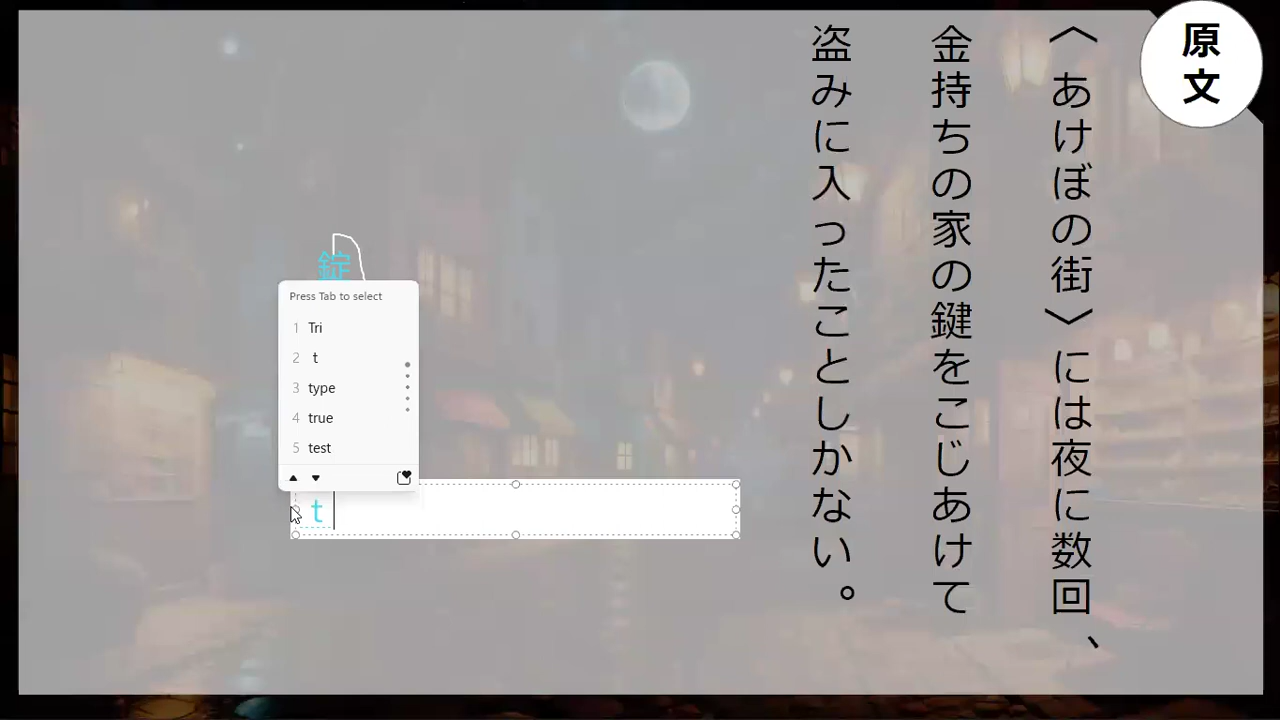 原
文
〈あけぼの街〉には夜に数回、
金持ちの家の鍵をこじあけて
盗みに入ったことしかない。
錠
Press Tab to select
1 Tri
2 t
3 type
4 true
5 test
t